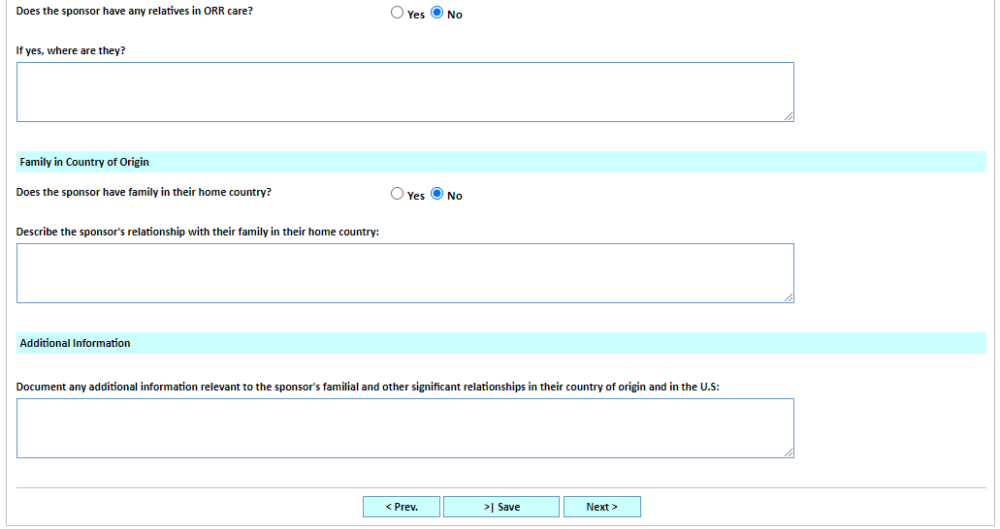 Does the sponsor have any relatives in ORR care? Yes No
If yes, where are they?
Family in Country of Origin
Does the sponsor have family in their home country? Yes No
Describe the sponsor's relationship with their family in their home country:
Additional Information
Document any additional information relevant to the sponsor's familial and other significant relationships in their country of origin and in the U.S:
< Prev. >| Save Next >